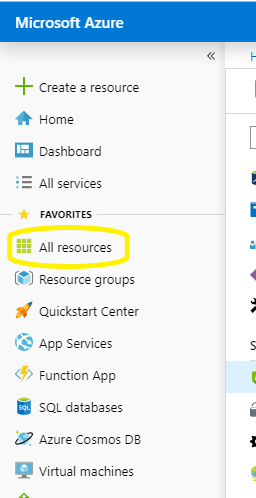 Microsoft Azure
«
Create a resource
Home
Dashboard
All services
FAVORITES
All resources
Resource groups
Quickstart Center
App Services
Function App
SQL databases
Azure Cosmos DB
Virtual machines